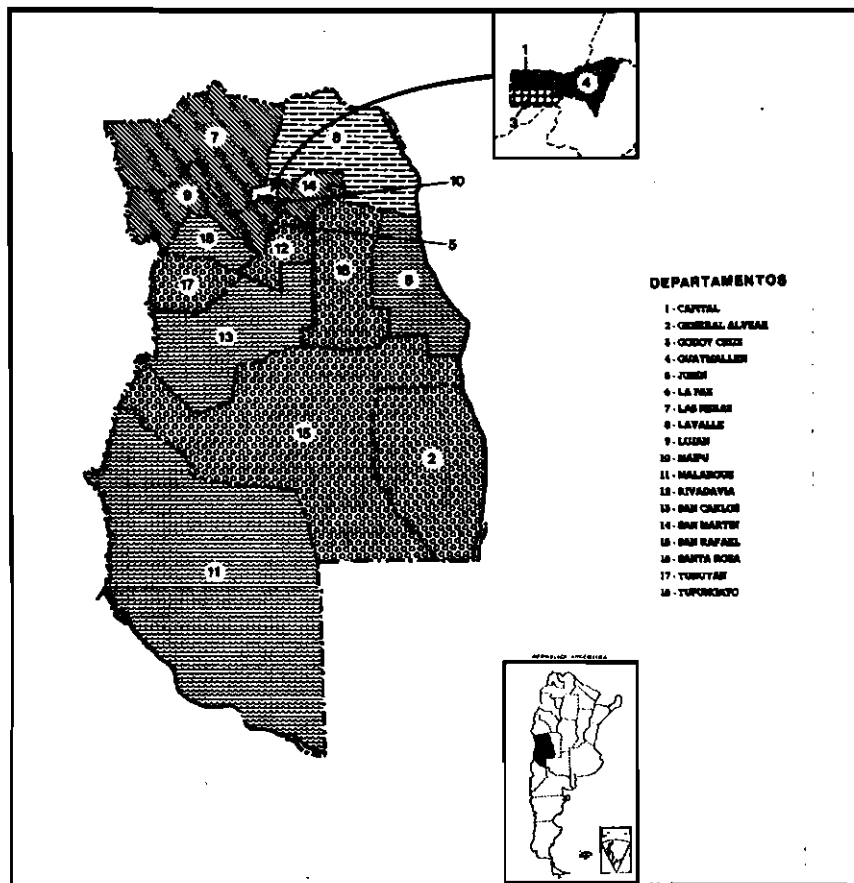 1
4
3
7
8
9
14
10
18
12
5
16
6
17
13
15
2
11
DEPARTAMENTOS
1 - CAPITAL
2 - GENERAL ALVEAR
3 - GODOY CRUZ
4 - GUAYMALLEN
5 - JUNIN
6 - LA PAZ
7 - LAS HERAS
8 - LAVALLE
9 - LUJAN
10 - MAIPU
11 - MALARGUE
12 - RIVADAVIA
13 - SAN CARLOS
14 - SAN MARTIN
15 - SAN RAFAEL
16 - SANTA ROSA
17 - TUNUYAN
18 - TUPUNGATO
REPUBLICA ARGENTINA